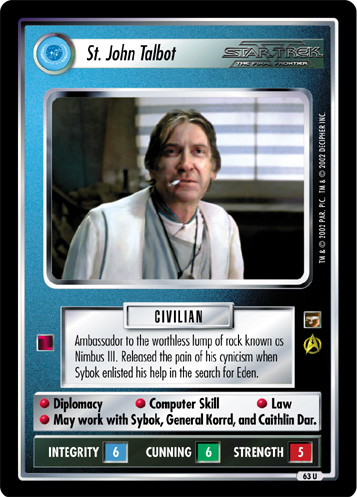 St. John Talbot
STAR TREK
THE FINAL FRONTIER
TM & © 2002 PAR. PIC. TM & © 2002 DECIPHER INC.
CIVILIAN
Ambassador to the worthless lump of rock known as
Nimbus III. Released the pain of his cynicism when
Sybok enlisted his help in the search for Eden.
Diplomacy Computer Skill Law
May work with Sybok, General Korrd, and Caithlin Dar.
INTEGRITY 6 CUNNING 6 STRENGTH 5
63 U